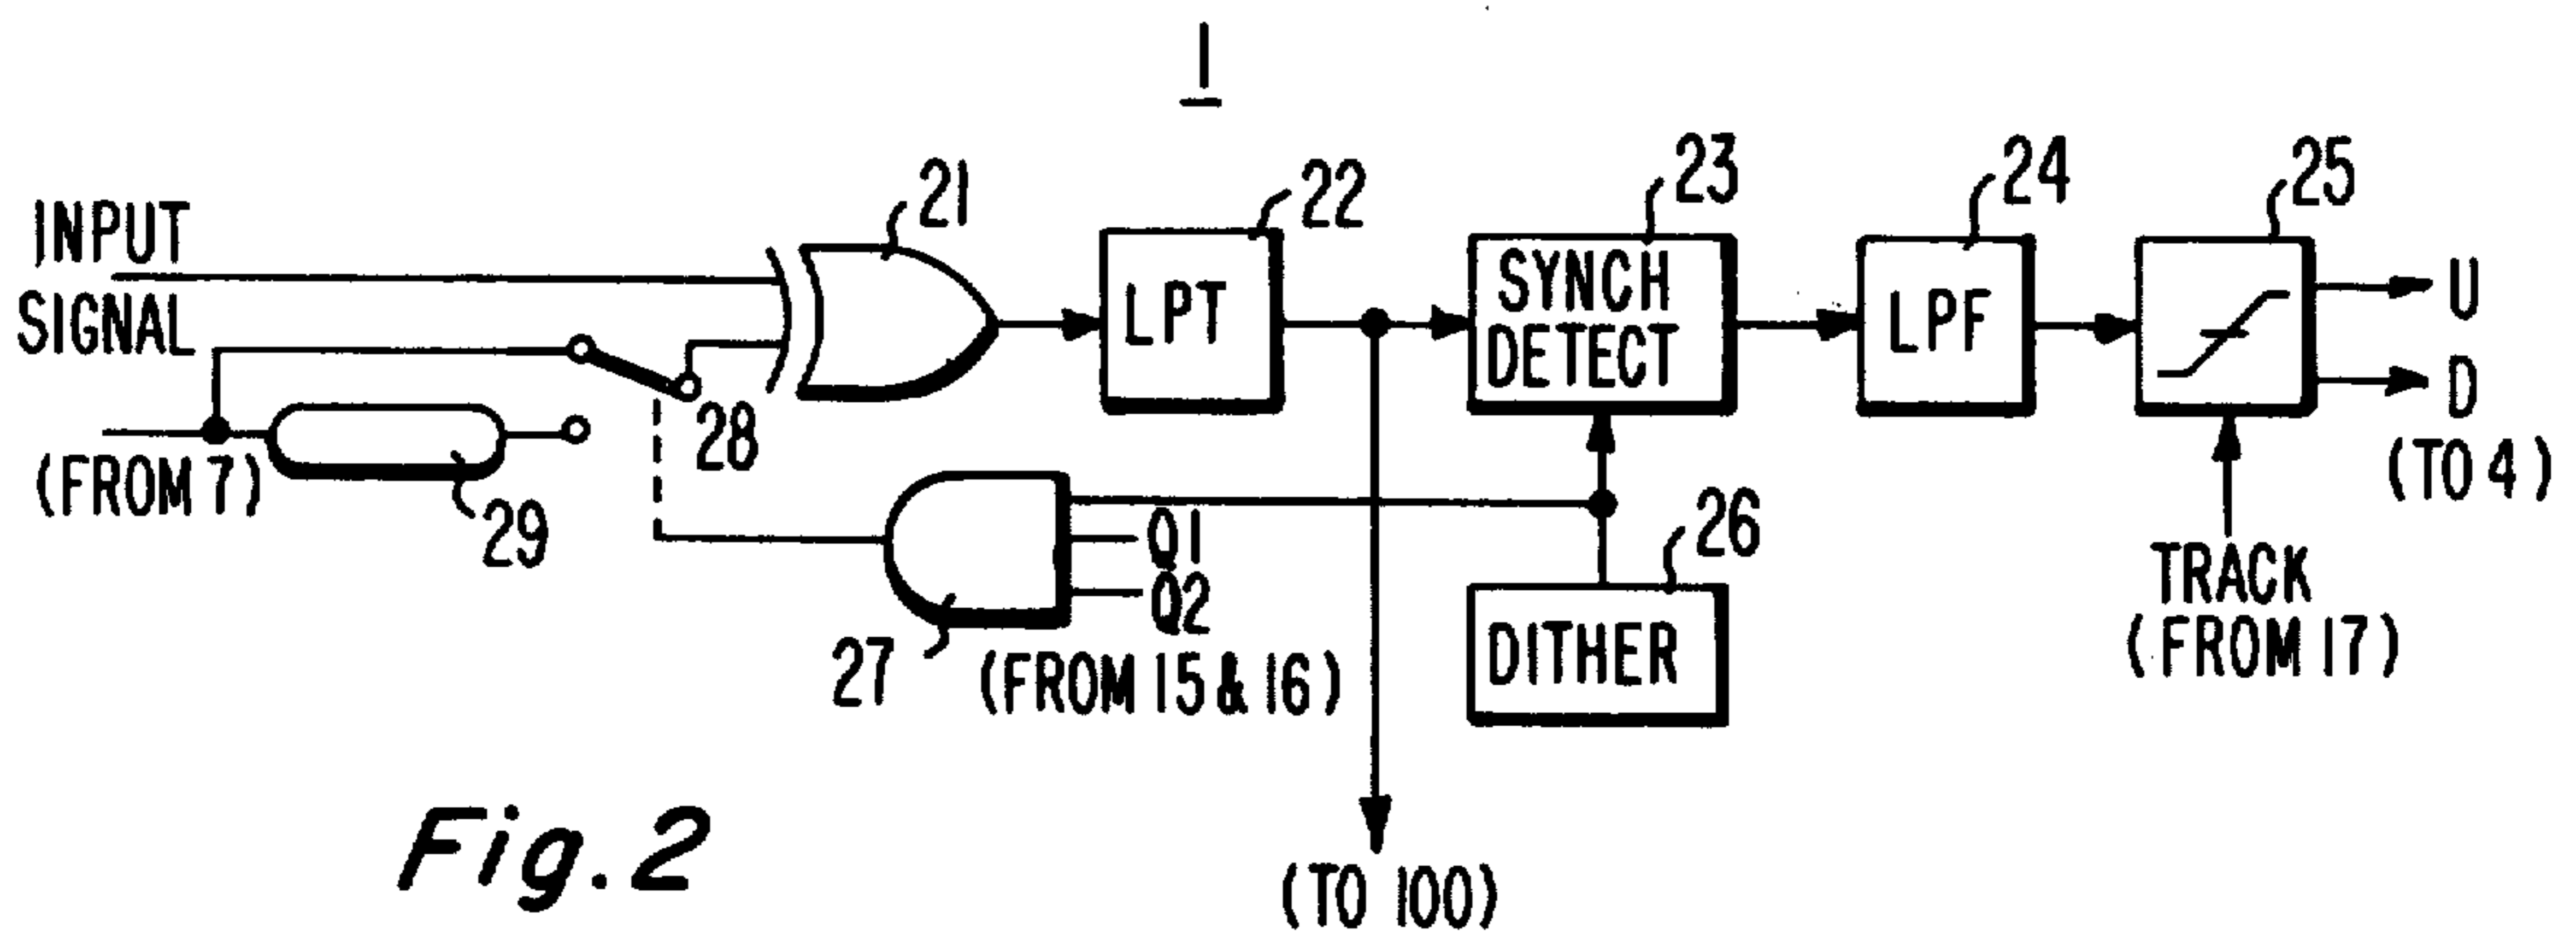 1
INPUT
SIGNAL
(FROM 7)
29
28
21
LPT
22
SYNCH
DETECT
23
LPF
24
25
U
D
(TO 4)
27
Q1
Q2
(FROM 15 & 16)
DITHER
26
TRACK
(FROM 17)
(TO 100)
Fig. 2